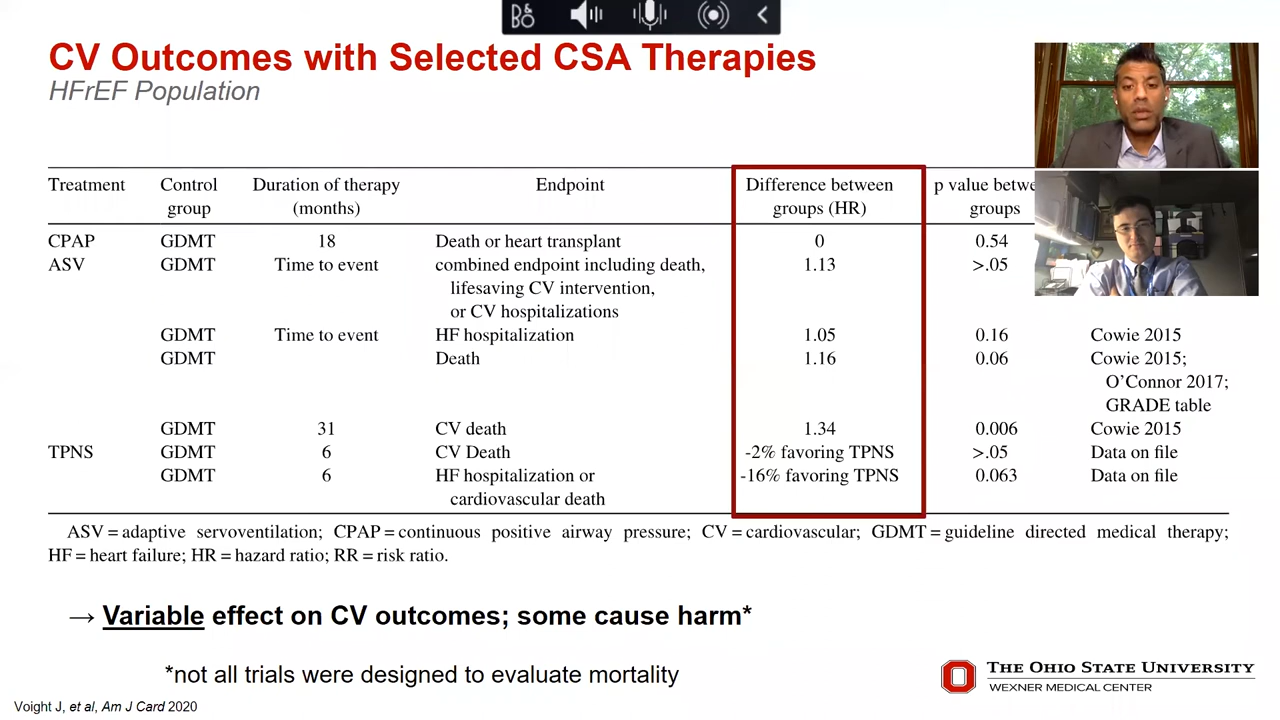 CV Outcomes with Selected CSA Therapies
HFrEF Population
Treatment Control group Duration of therapy (months) Endpoint Difference between groups (HR) p value betwe groups
CPAP GDMT 18 Death or heart transplant 0 0.54
ASV GDMT Time to event combined endpoint including death, 1.13 >.05
lifesaving CV intervention,
or CV hospitalizations
GDMT Time to event HF hospitalization 1.05 0.16 Cowie 2015
GDMT Death 1.16 0.06 Cowie 2015;
O'Connor 2017;
GRADE table
GDMT 31 CV death 1.34 0.006 Cowie 2015
TPNS GDMT 6 CV Death -2% favoring TPNS >.05 Data on file
GDMT 6 HF hospitalization or -16% favoring TPNS 0.063 Data on file
cardiovascular death
ASV = adaptive servoventilation; CPAP = continuous positive airway pressure; CV = cardiovascular; GDMT = guideline directed medical therapy;
HF = heart failure; HR = hazard ratio; RR = risk ratio.
→ Variable effect on CV outcomes; some cause harm*
*not all trials were designed to evaluate mortality
THE OHIO STATE UNIVERSITY
WEXNER MEDICAL CENTER
Voight J, et al, Am J Card 2020